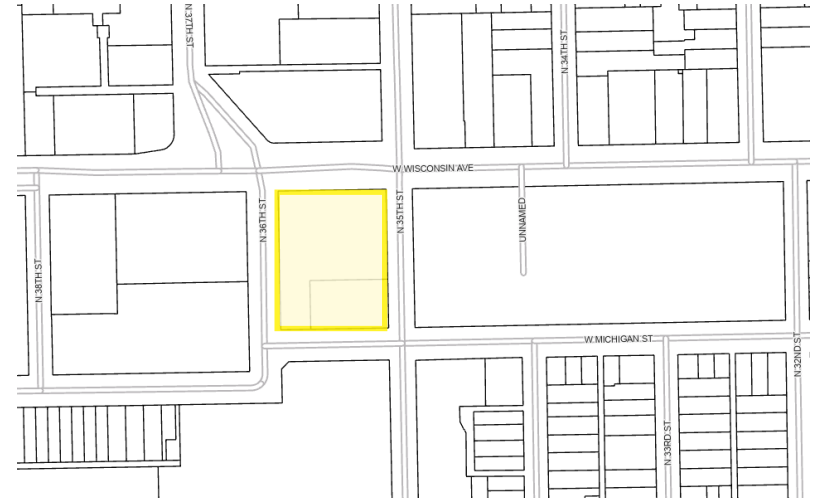 N 37TH ST
N 34TH ST
W WISCONSIN AVE
N 36TH ST
N 35TH ST
UNNAMED
N 38TH ST
W MICHIGAN ST
N 32ND ST
N 33RD ST